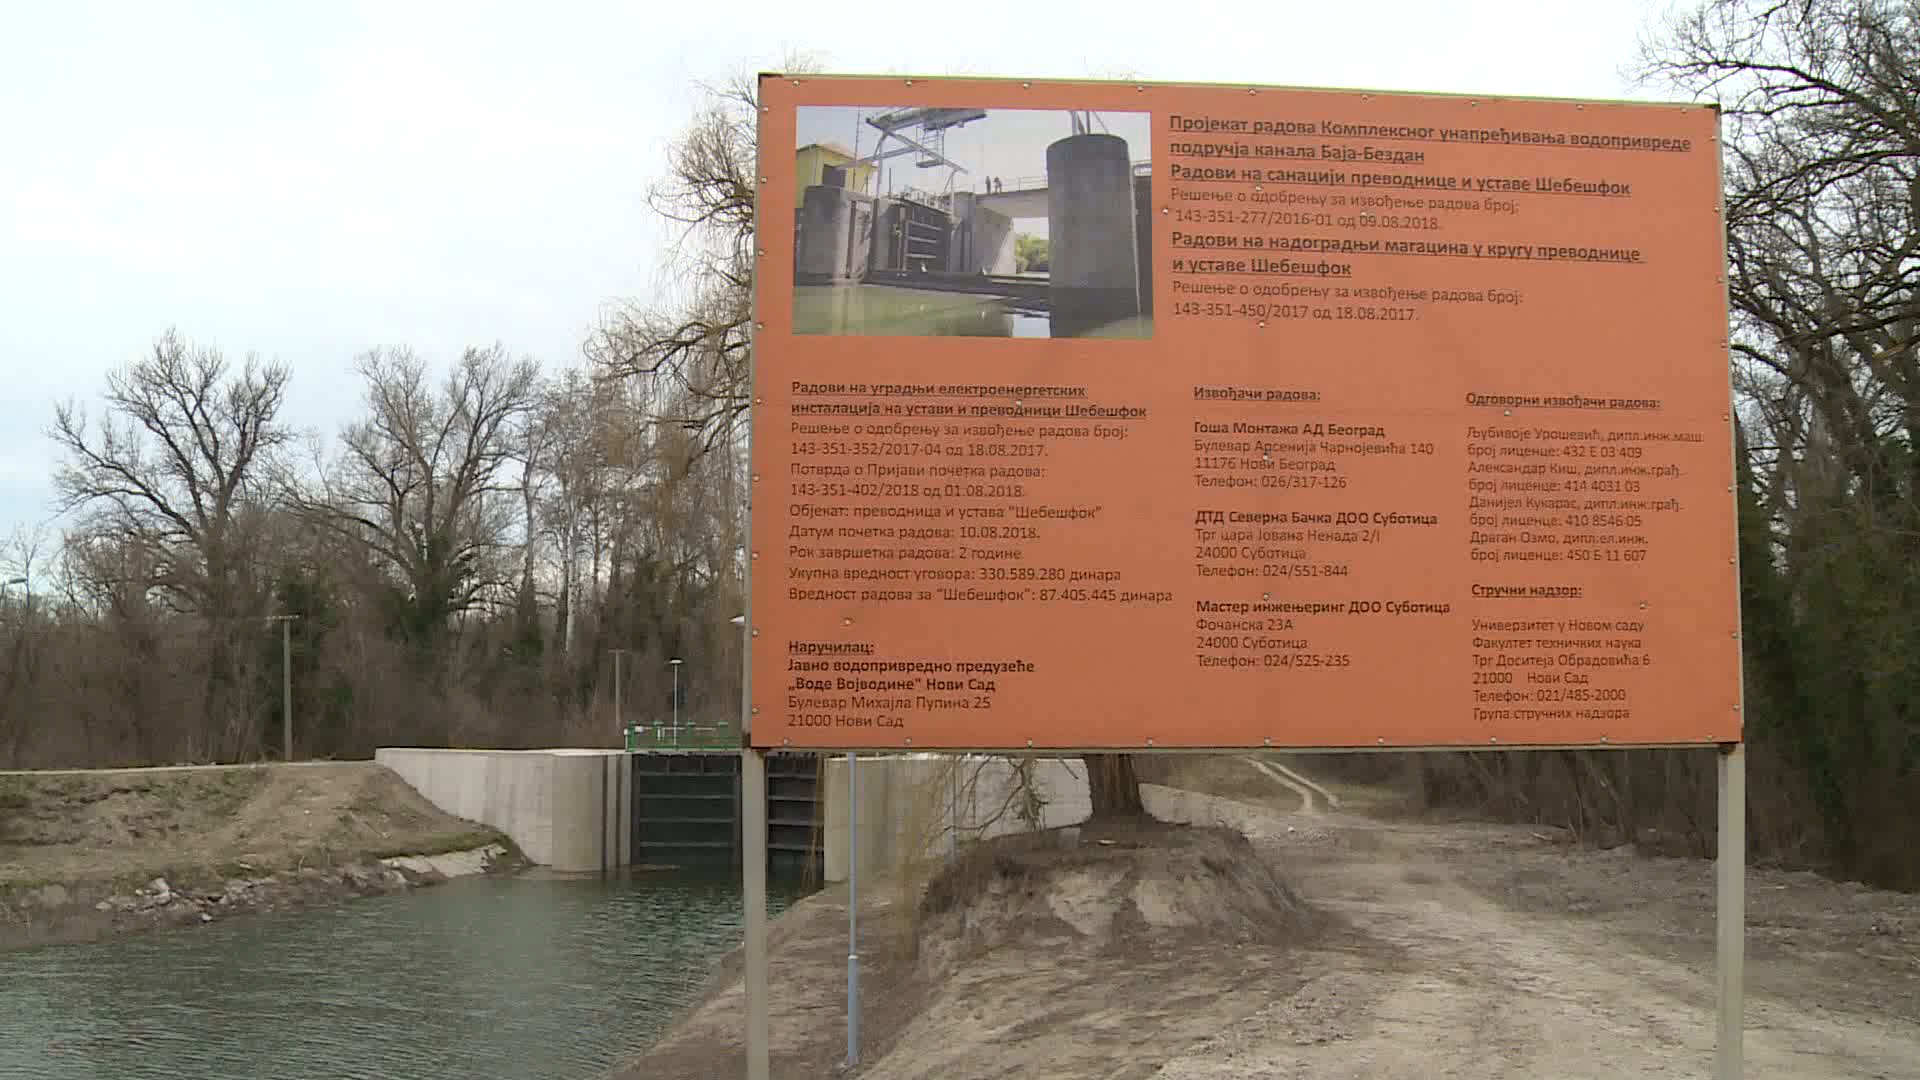 Пројекат радова Комплексног унапређивања водопривреде
подручја канала Баја-Бездан
Радови на санацији преводнице и уставе Шебешфок
Решење о одобрењу за извођење радова број:
143-351-277/2016-01 од 09.08.2018.
Радови на надоградњи магацина у кругу преводнице
и уставе Шебешфок
Решење о одобрењу за извођење радова број:
143-351-450/2017 од 18.08.2017.
Радови на уградњи електроенергетских
инсталација на устави и преводници Шебешфок
Решење о одобрењу за извођење радова број:
143-351-352/2017-04 од 18.08.2017.
Потврда о Пријави почетка радова:
143-351-402/2018 од 01.08.2018.
Објекат: преводница и устава "Шебешфок"
Датум почетка радова: 10.08.2018.
Рок завршетка радова: 2 године
Укупна вредност уговора: 330.589.280 динара
Вредност радова за "Шебешфок": 87.405.445 динара
Наручилац:
Јавно водопривредно предузеће
„Воде Војводине" Нови Сад
Булевар Михајла Пупина 25
21000 Нови Сад
Извођачи радова:
Гоша Монтажа АД Београд
Булевар Арсенија Чарнојевића 140
11176 Нови Београд
Телефон: 026/317-126
ДТД Северна Бачка ДОО Суботица
Трг цара Јована Ненада 2/I
24000 Суботица
Телефон: 024/551-844
Мастер инжењеринг ДОО Суботица
Фочанска 23А
24000 Суботица
Телефон: 024/525-235
Одговорни извођачи радова:
Љубивоје Урошевић, дипл.инж.маш.
број лиценце: 432 Е 03 409
Александар Киш, дипл.инж.грађ.
број лиценце: 414 4031 03
Данијел Кукарас, дипл.инж.грађ.
број лиценце: 410 8546 05
Драган Озмо, дипл.ел.инж.
број лиценце: 450 Б 11 607
Стручни надзор:
Универзитет у Новом саду
Факултет техничких наука
Трг Доситеја Обрадовића 6
21000 Нови Сад
Телефон: 021/485-2000
Група стручних надзора